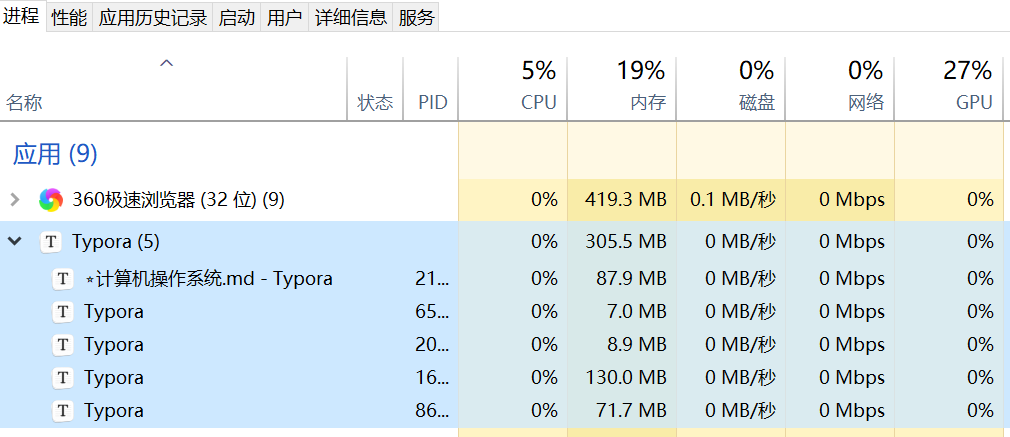 进程 性能 应用历史记录 启动 用户 详细信息 服务
5% 19% 0% 0% 27%
名称 状态 PID CPU 内存 磁盘 网络 GPU
应用 (9)
360极速浏览器 (32 位) (9) 0% 419.3 MB 0.1 MB/秒 0 Mbps 0%
T Typora (5) 0% 305.5 MB 0 MB/秒 0 Mbps 0%
T ⋆计算机操作系统.md - Typora 21... 0% 87.9 MB 0 MB/秒 0 Mbps 0%
T Typora 65... 0% 7.0 MB 0 MB/秒 0 Mbps 0%
T Typora 20... 0% 8.9 MB 0 MB/秒 0 Mbps 0%
T Typora 16... 0% 130.0 MB 0 MB/秒 0 Mbps 0%
T Typora 86... 0% 71.7 MB 0 MB/秒 0 Mbps 0%